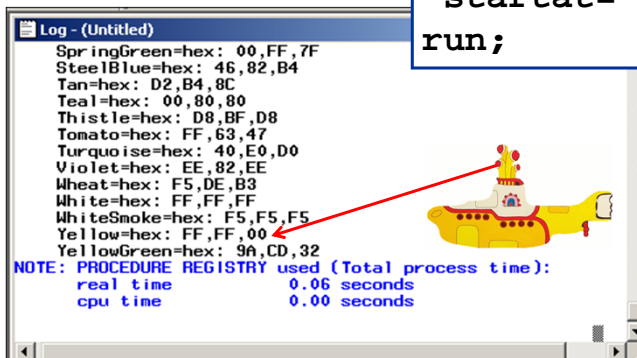 startat=
run;
Log - (Untitled)
SpringGreen=hex: 00,FF,7F
SteelBlue=hex: 46,82,B4
Tan=hex: D2,B4,8C
Teal=hex: 00,80,80
Thistle=hex: D8,BF,D8
Tomato=hex: FF,63,47
Turquoise=hex: 40,E0,D0
Violet=hex: EE,82,EE
Wheat=hex: F5,DE,B3
White=hex: FF,FF,FF
WhiteSmoke=hex: F5,F5,F5
Yellow=hex: FF,FF,00
YellowGreen=hex: 9A,CD,32
NOTE: PROCEDURE REGISTRY used (Total process time):
real time 0.06 seconds
cpu time 0.00 seconds